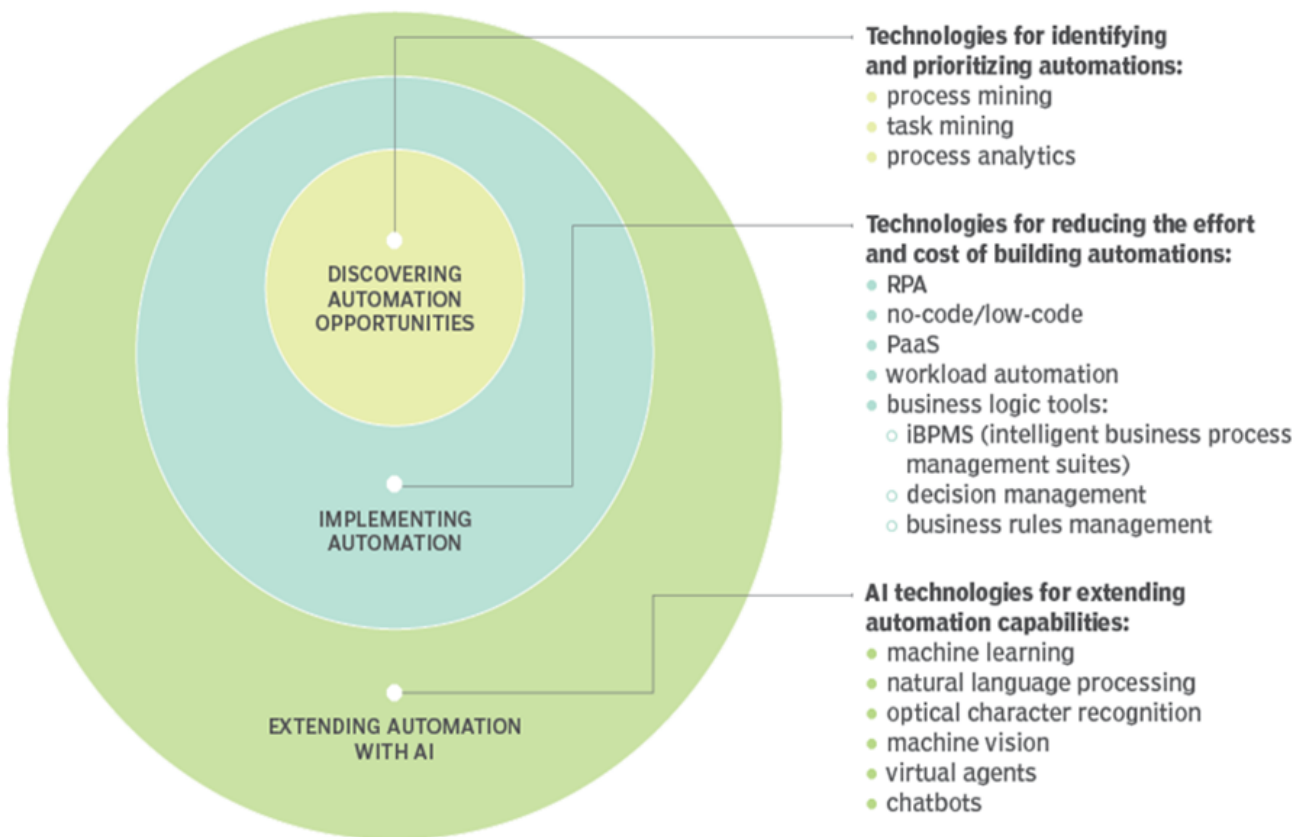 Technologies for identifying
and prioritizing automations:
process mining
task mining
process analytics
DISCOVERING
AUTOMATION
OPPORTUNITIES
Technologies for reducing the effort
and cost of building automations:
RPA
no-code/low-code
PaaS
workload automation
business logic tools:
iBPMS (intelligent business process
management suites)
decision management
business rules management
IMPLEMENTING
AUTOMATION
AI technologies for extending
automation capabilities:
machine learning
natural language processing
optical character recognition
machine vision
virtual agents
chatbots
EXTENDING AUTOMATION
WITH AI